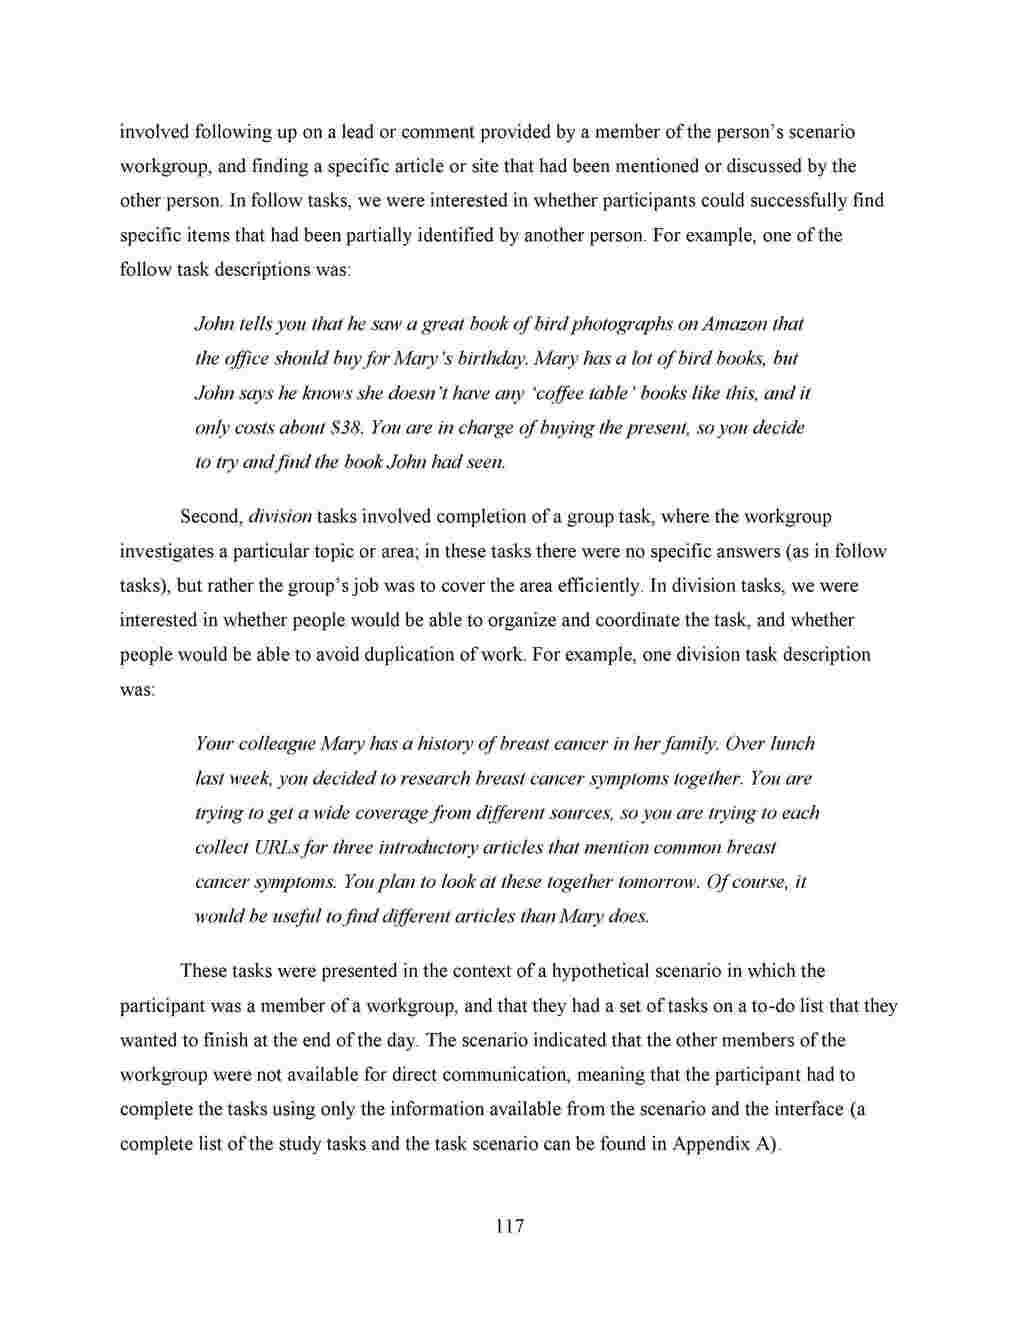 involved following up on a lead or comment provided by a member of the person’s scenario
workgroup, and finding a specific article or site that had been mentioned or discussed by the
other person. In follow tasks, we were interested in whether participants could successfully find
specific items that had been partially identified by another person. For example, one of the
follow task descriptions was:
John tells you that he saw a great book of bird photographs on Amazon that
the office should buy for Mary’s birthday. Mary has a lot of bird books, but
John says he knows she doesn’t have any ‘coffee table’ books like this, and it
only costs about $38. You are in charge of buying the present, so you decide
to try and find the book John had seen.
Second, division tasks involved completion of a group task, where the workgroup
investigates a particular topic or area; in these tasks there were no specific answers (as in follow
tasks), but rather the group’s job was to cover the area efficiently. In division tasks, we were
interested in whether people would be able to organize and coordinate the task, and whether
people would be able to avoid duplication of work. For example, one division task description
was:
Your colleague Mary has a history of breast cancer in her family. Over lunch
last week, you decided to research breast cancer symptoms together. You are
trying to get a wide coverage from different sources, so you are trying to each
collect URLs for three introductory articles that mention common breast
cancer symptoms. You plan to look at these together tomorrow. Of course, it
would be useful to find different articles than Mary does.
These tasks were presented in the context of a hypothetical scenario in which the
participant was a member of a workgroup, and that they had a set of tasks on a to-do list that they
wanted to finish at the end of the day. The scenario indicated that the other members of the
workgroup were not available for direct communication, meaning that the participant had to
complete the tasks using only the information available from the scenario and the interface (a
complete list of the study tasks and the task scenario can be found in Appendix A).
117